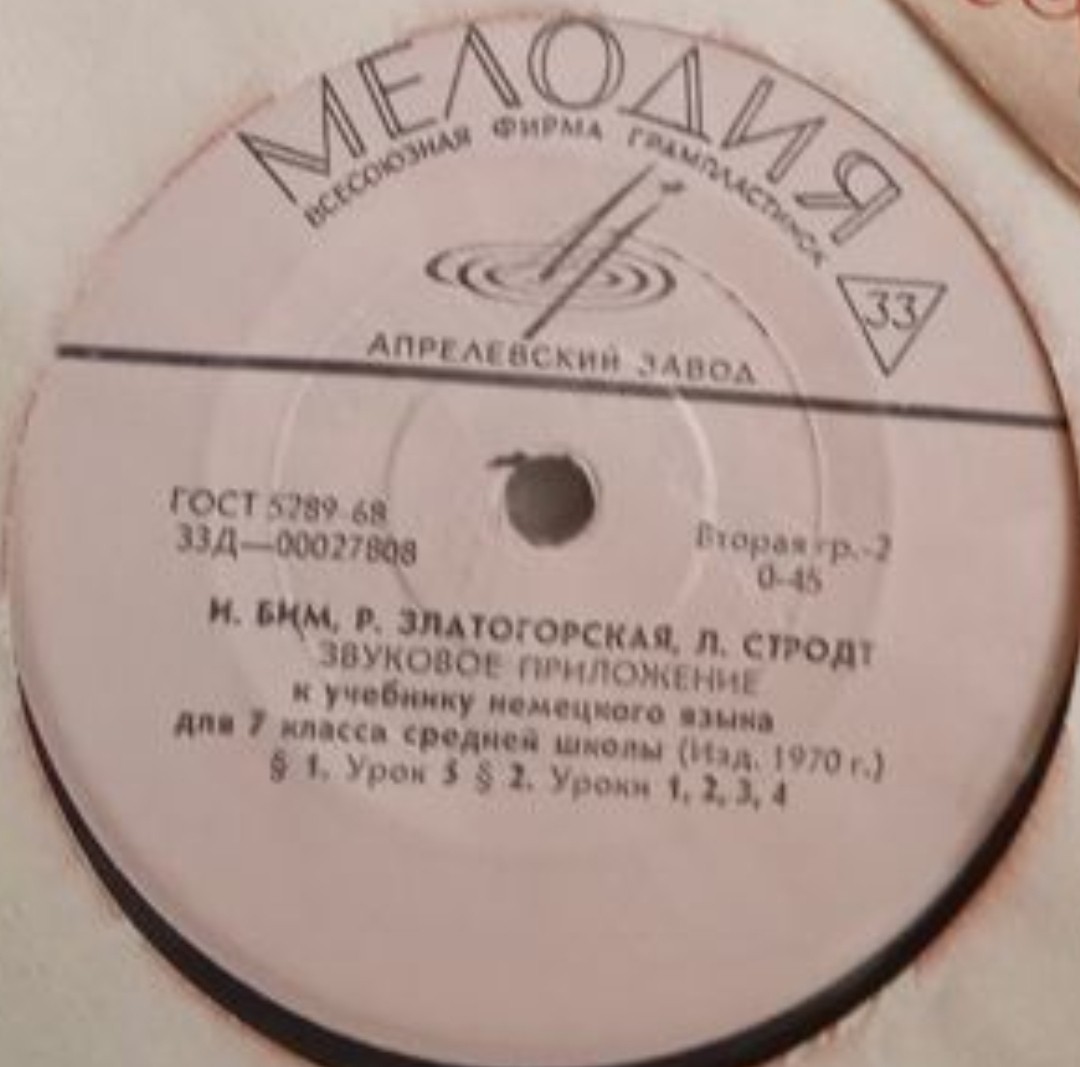 МЕЛОДИЯ
ВСЕСОЮЗНАЯ ФИРМА ГРАМПЛАСТИНОК
33
АПРЕЛЕВСКИЙ ЗАВОД
ГОСТ 5289-68
33Д—00027808
Вторая гр.-2
0-45
И. БИМ, Р. ЗЛАТОГОРСКАЯ, Л. СТРОДТ
ЗВУКОВОЕ ПРИЛОЖЕНИЕ
к учебнику немецкого языка
для 7 класса средней школы (Изд. 1970 г.)
§ 1. Урок 5 § 2. Уроки 1, 2, 3, 4